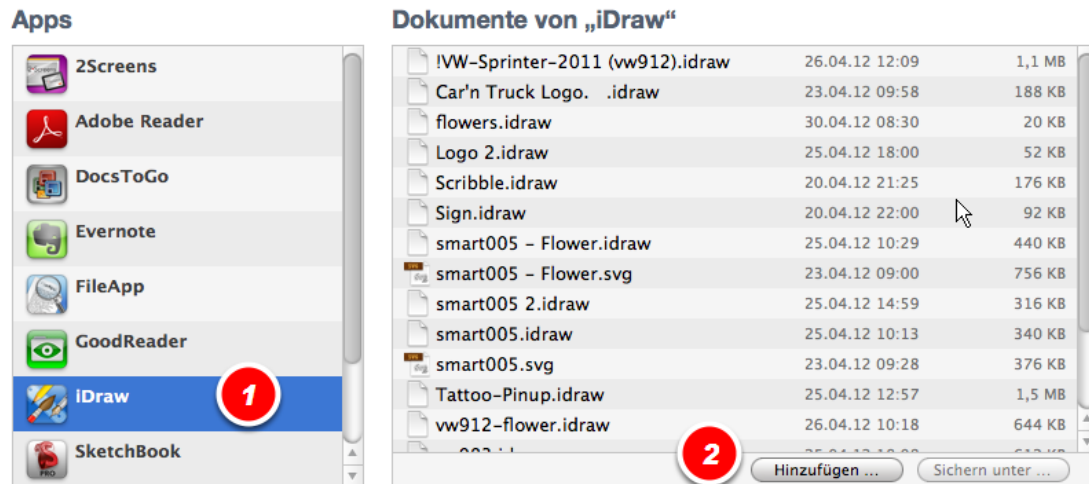 Apps
2Screens
Adobe Reader
DocsToGo
Evernote
FileApp
GoodReader
iDraw
1
SketchBook
Dokumente von „iDraw“
!VW-Sprinter-2011 (vw912).idraw 26.04.12 12:09 1,1 MB
Car'n Truck Logo. .idraw 23.04.12 09:58 188 KB
flowers.idraw 30.04.12 08:30 20 KB
Logo 2.idraw 25.04.12 18:00 52 KB
Scribble.idraw 20.04.12 21:25 176 KB
Sign.idraw 20.04.12 22:00 92 KB
smart005 – Flower.idraw 25.04.12 10:29 440 KB
smart005 – Flower.svg 23.04.12 09:00 756 KB
smart005 2.idraw 25.04.12 14:59 316 KB
smart005.idraw 25.04.12 10:13 340 KB
smart005.svg 23.04.12 09:28 376 KB
Tattoo-Pinup.idraw 25.04.12 12:57 1,5 MB
vw912-flower.idraw 26.04.12 10:18 644 KB
2
Hinzufügen ... Sichern unter ...